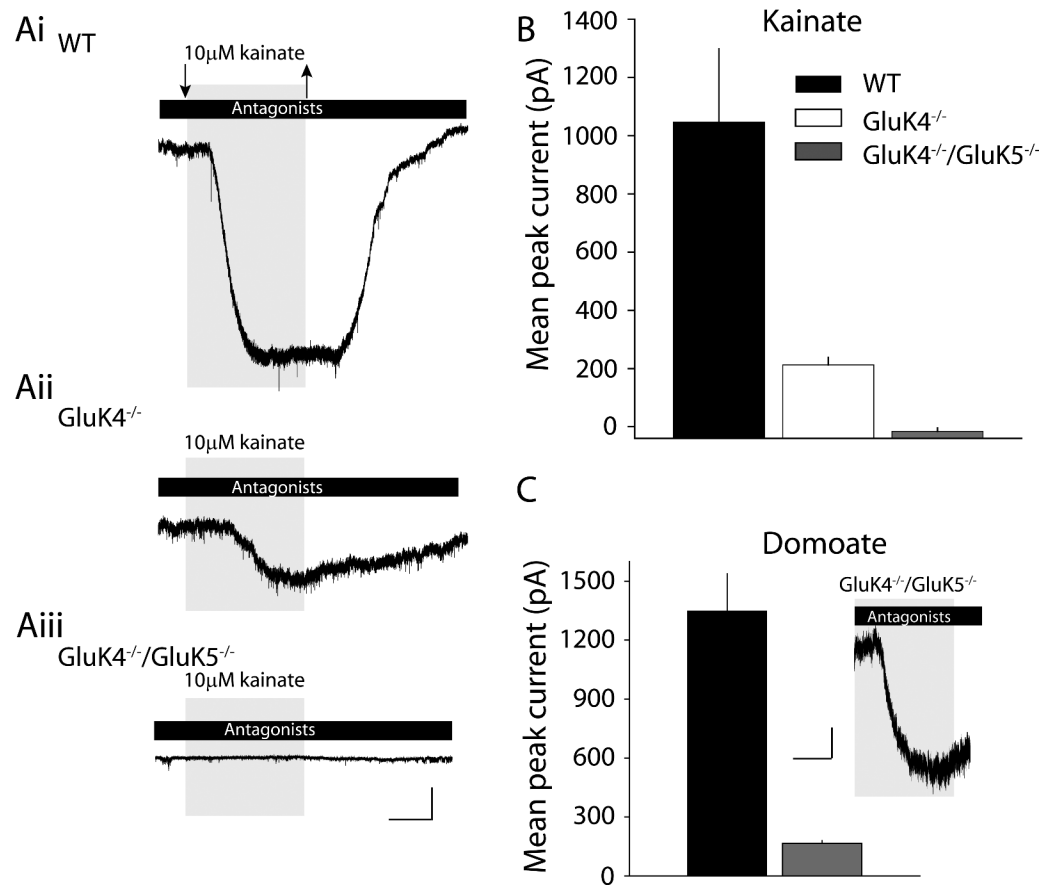 Ai
WT
10μM kainate
Antagonists
Aii
GluK4-/-
10μM kainate
Antagonists
Aiii
GluK4-/-/GluK5-/-
10μM kainate
Antagonists
B
Kainate
Mean peak current (pA)
1400
1200
1000
800
600
400
200
0
WT
GluK4-/-
GluK4-/-/GluK5-/-
C
Domoate
Mean peak current (pA)
1500
1200
900
600
300
0
GluK4-/-/GluK5-/-
Antagonists